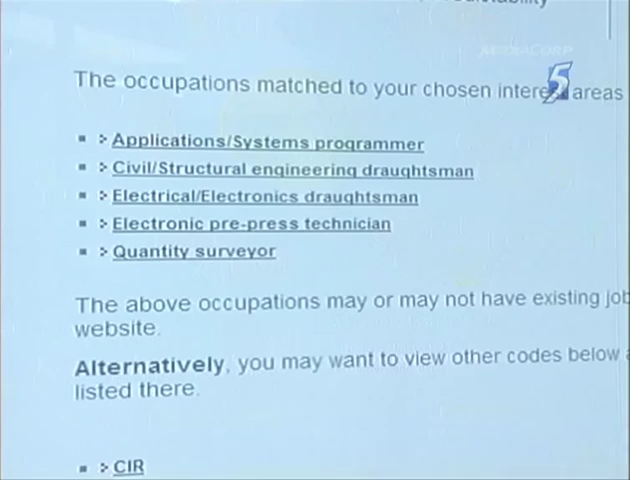 MEDIACORP
5
The occupations matched to your chosen interest areas
> Applications/Systems programmer
> Civil/Structural engineering draughtsman
> Electrical/Electronics draughtsman
> Electronic pre-press technician
> Quantity surveyor
The above occupations may or may not have existing job
website.
Alternatively, you may want to view other codes below
listed there.
> CIR